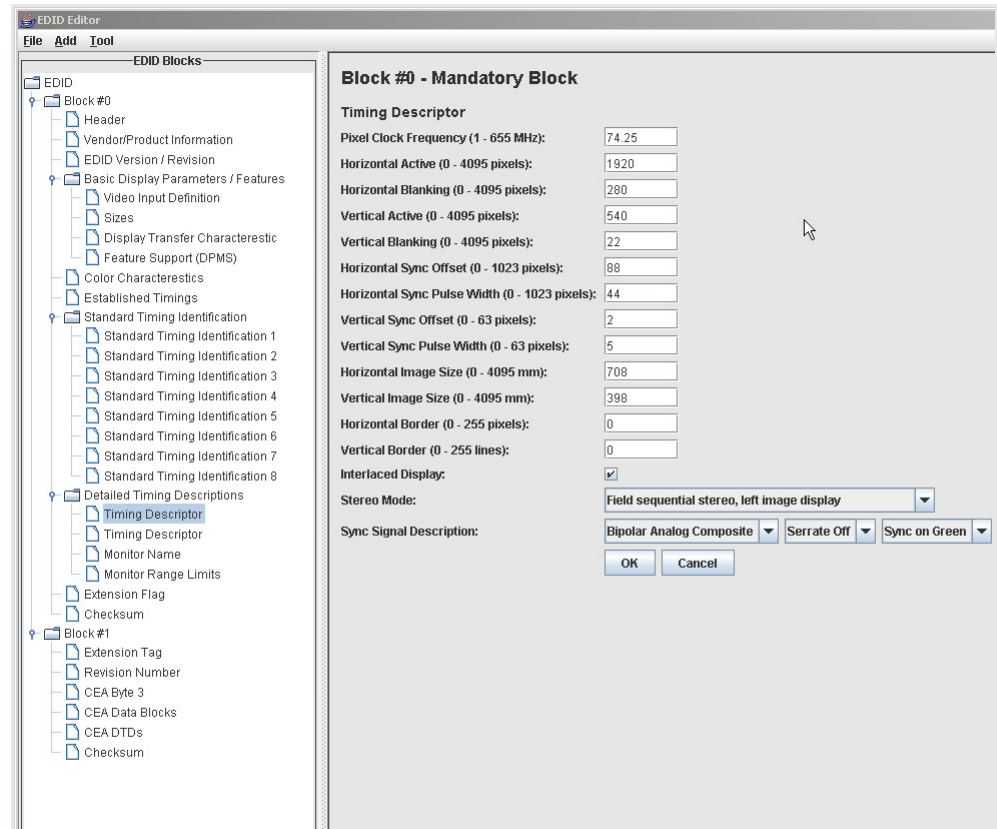 EDID Editor
File Add Tool
EDID Blocks
EDID
Block #0
Header
Vendor/Product Information
EDID Version / Revision
Basic Display Parameters / Features
Video Input Definition
Sizes
Display Transfer Characterestic
Feature Support (DPMS)
Color Characterestics
Established Timings
Standard Timing Identification
Standard Timing Identification 1
Standard Timing Identification 2
Standard Timing Identification 3
Standard Timing Identification 4
Standard Timing Identification 5
Standard Timing Identification 6
Standard Timing Identification 7
Standard Timing Identification 8
Detailed Timing Descriptions
Timing Descriptor
Timing Descriptor
Monitor Name
Monitor Range Limits
Extension Flag
Checksum
Block #1
Extension Tag
Revision Number
CEA Byte 3
CEA Data Blocks
CEA DTDs
Checksum
Block #0 - Mandatory Block
Timing Descriptor
Pixel Clock Frequency (1 - 655 MHz): 74.25
Horizontal Active (0 - 4095 pixels): 1920
Horizontal Blanking (0 - 4095 pixels): 280
Vertical Active (0 - 4095 pixels): 540
Vertical Blanking (0 - 4095 pixels): 22
Horizontal Sync Offset (0 - 1023 pixels): 88
Horizontal Sync Pulse Width (0 - 1023 pixels): 44
Vertical Sync Offset (0 - 63 pixels): 2
Vertical Sync Pulse Width (0 - 63 pixels): 5
Horizontal Image Size (0 - 4095 mm): 708
Vertical Image Size (0 - 4095 mm): 398
Horizontal Border (0 - 255 pixels): 0
Vertical Border (0 - 255 lines): 0
Interlaced Display:
Stereo Mode: Field sequential stereo, left image display
Sync Signal Description: Bipolar Analog Composite Serrate Off Sync on Green
OK Cancel